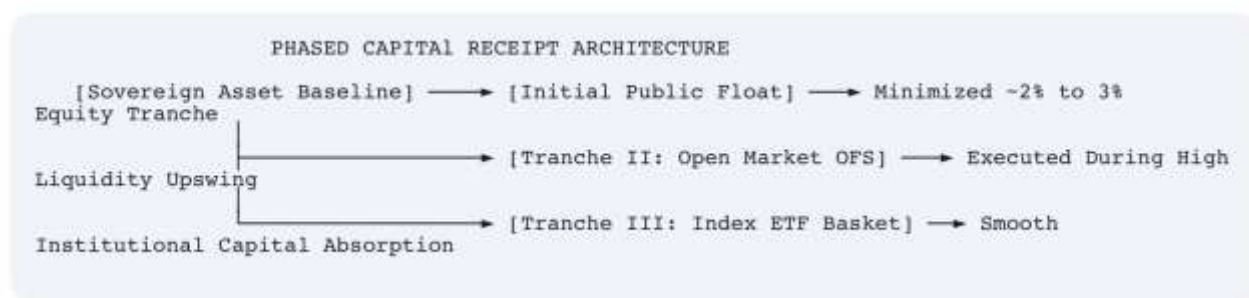 PHASED CAPITAl RECEIPT ARCHITECTURE
[Sovereign Asset Baseline] ──► [Initial Public Float] ──► Minimized ~2% to 3%
Equity Tranche
[Tranche II: Open Market OFS] ──► Executed During High
Liquidity Upswing
[Tranche III: Index ETF Basket] ──► Smooth
Institutional Capital Absorption